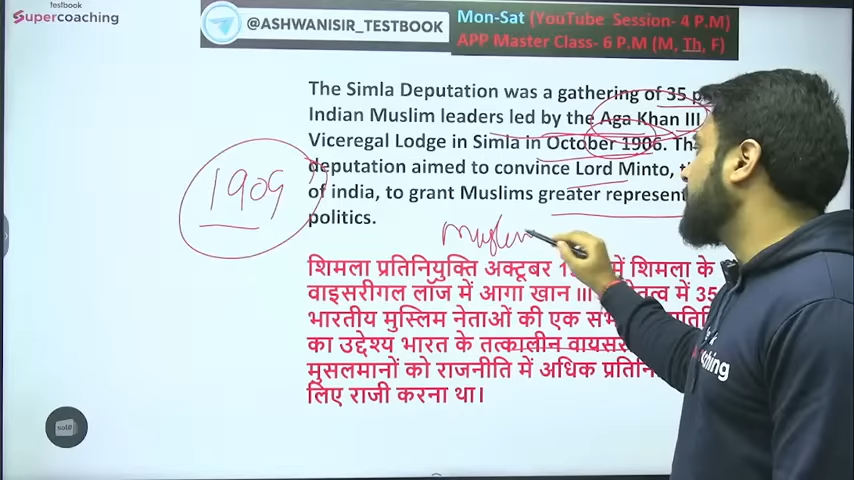 testbook
Supercoaching
@ASHWANISIR_TESTBOOK
Mon-Sat (YouTube Session- 4 P.M)
APP Master Class- 6 P.M (M, Th, F)
The Simla Deputation was a gathering of 35
Indian Muslim leaders led by the Aga Khan III
Viceregal Lodge in Simla in October 1906.
deputation aimed to convince Lord Minto,
of india, to grant Muslims greater
politics.
1909
शिमला प्रतिनियुक्ति अक्टूबर में शिमला के
वाइसरीगल लॉज में आगा खान III में 35
भारतीय मुस्लिम नेताओं की एक
का उद्देश्य भारत के तत्कालीन
मुसलमानों को राजनीति में अधिक
लिए राजी करना था।